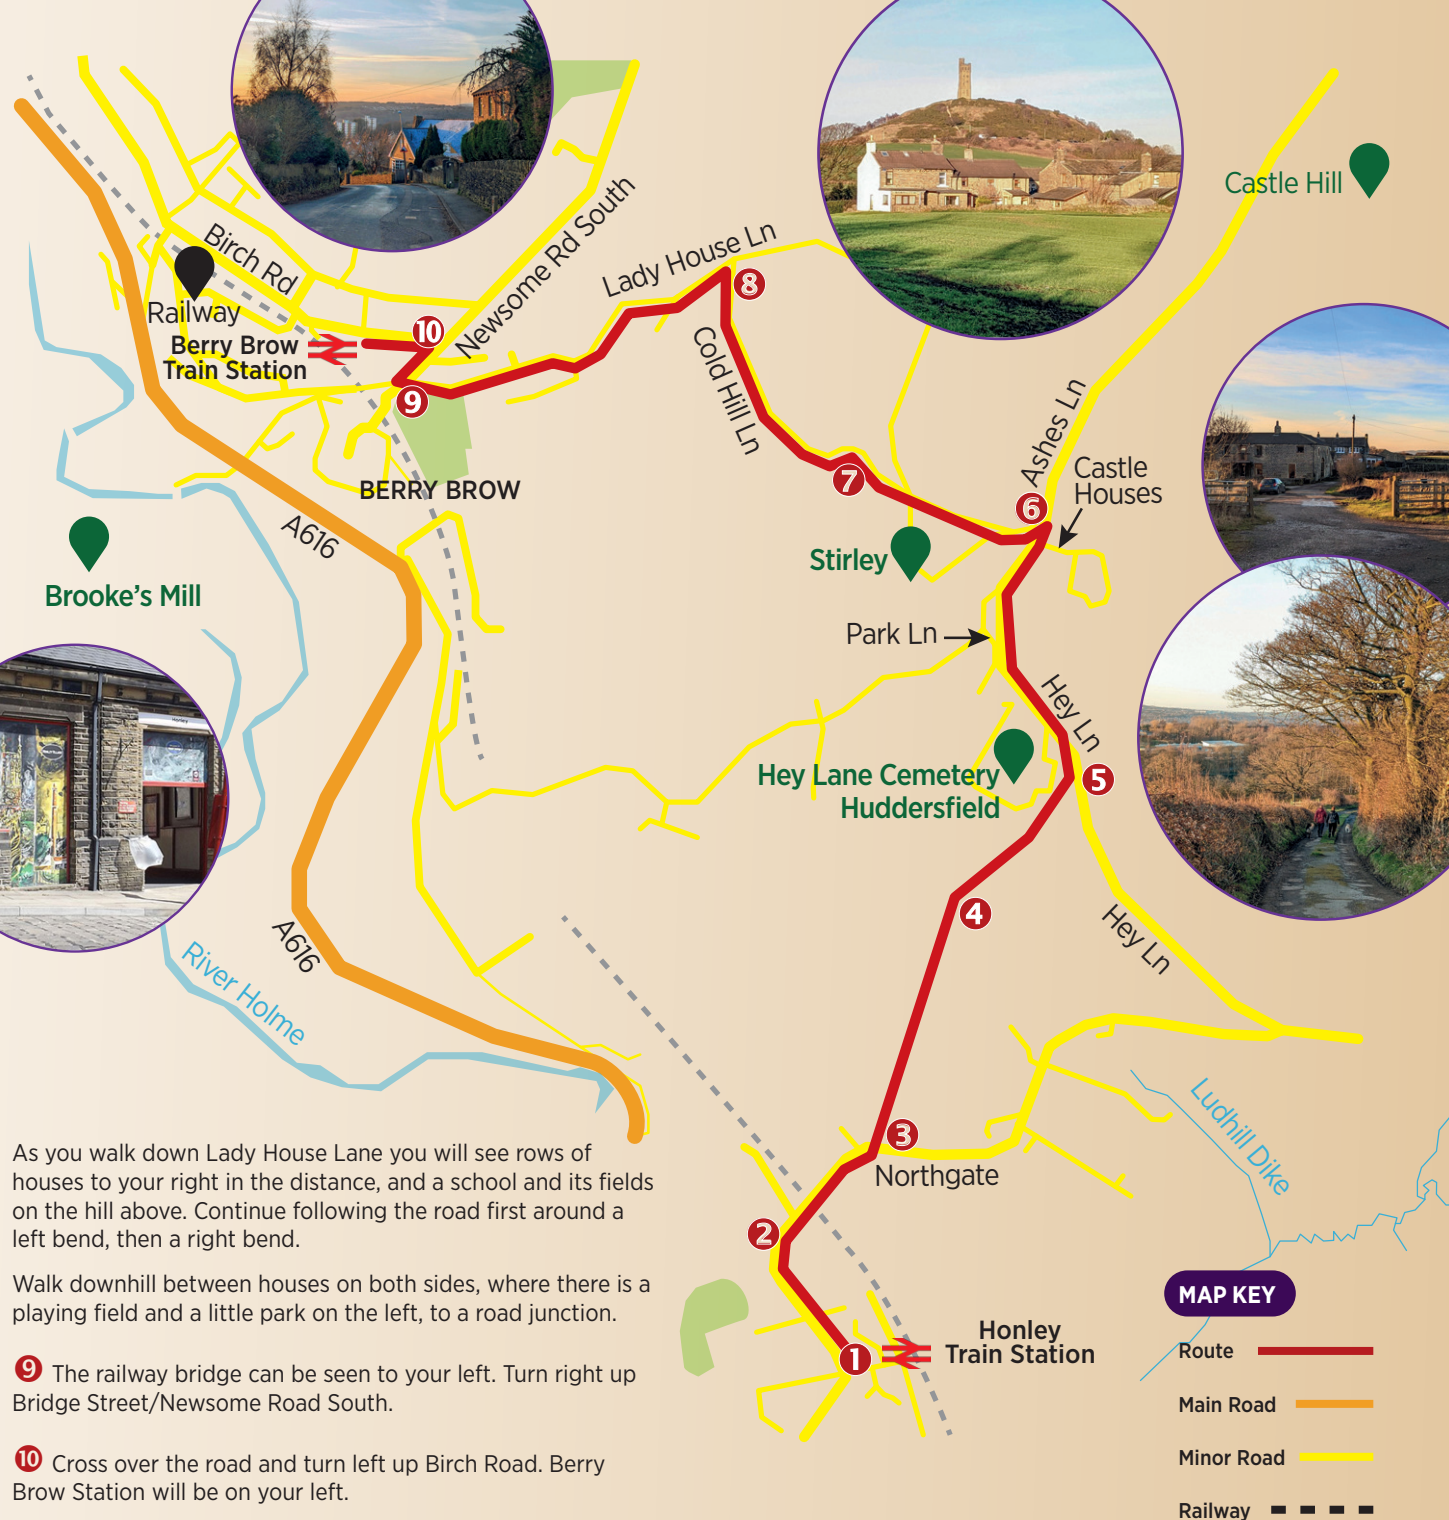 Castle Hill
Newsome Rd South
Lady House Ln
Birch Rd
8
Railway
10
Berry Brow
Train Station
Cold Hill Ln
9
Ashes Ln
Castle
Houses
7
BERRY BROW
6
A616
Stirley
Brooke's Mill
Park Ln
Hey Ln
Honley
Hey Lane Cemetery
Huddersfield
5
4
Hey Ln
A616
River Holme
Ludhill Dike
3
Northgate
2
As you walk down Lady House Lane you will see rows of
houses to your right in the distance, and a school and its fields
on the hill above. Continue following the road first around a
left bend, then a right bend.
Walk downhill between houses on both sides, where there is a
playing field and a little park on the left, to a road junction.
9 The railway bridge can be seen to your left. Turn right up
Bridge Street/Newsome Road South.
10 Cross over the road and turn left up Birch Road. Berry
Brow Station will be on your left.
1
Honley
Train Station
MAP KEY
Route
Main Road
Minor Road
Railway